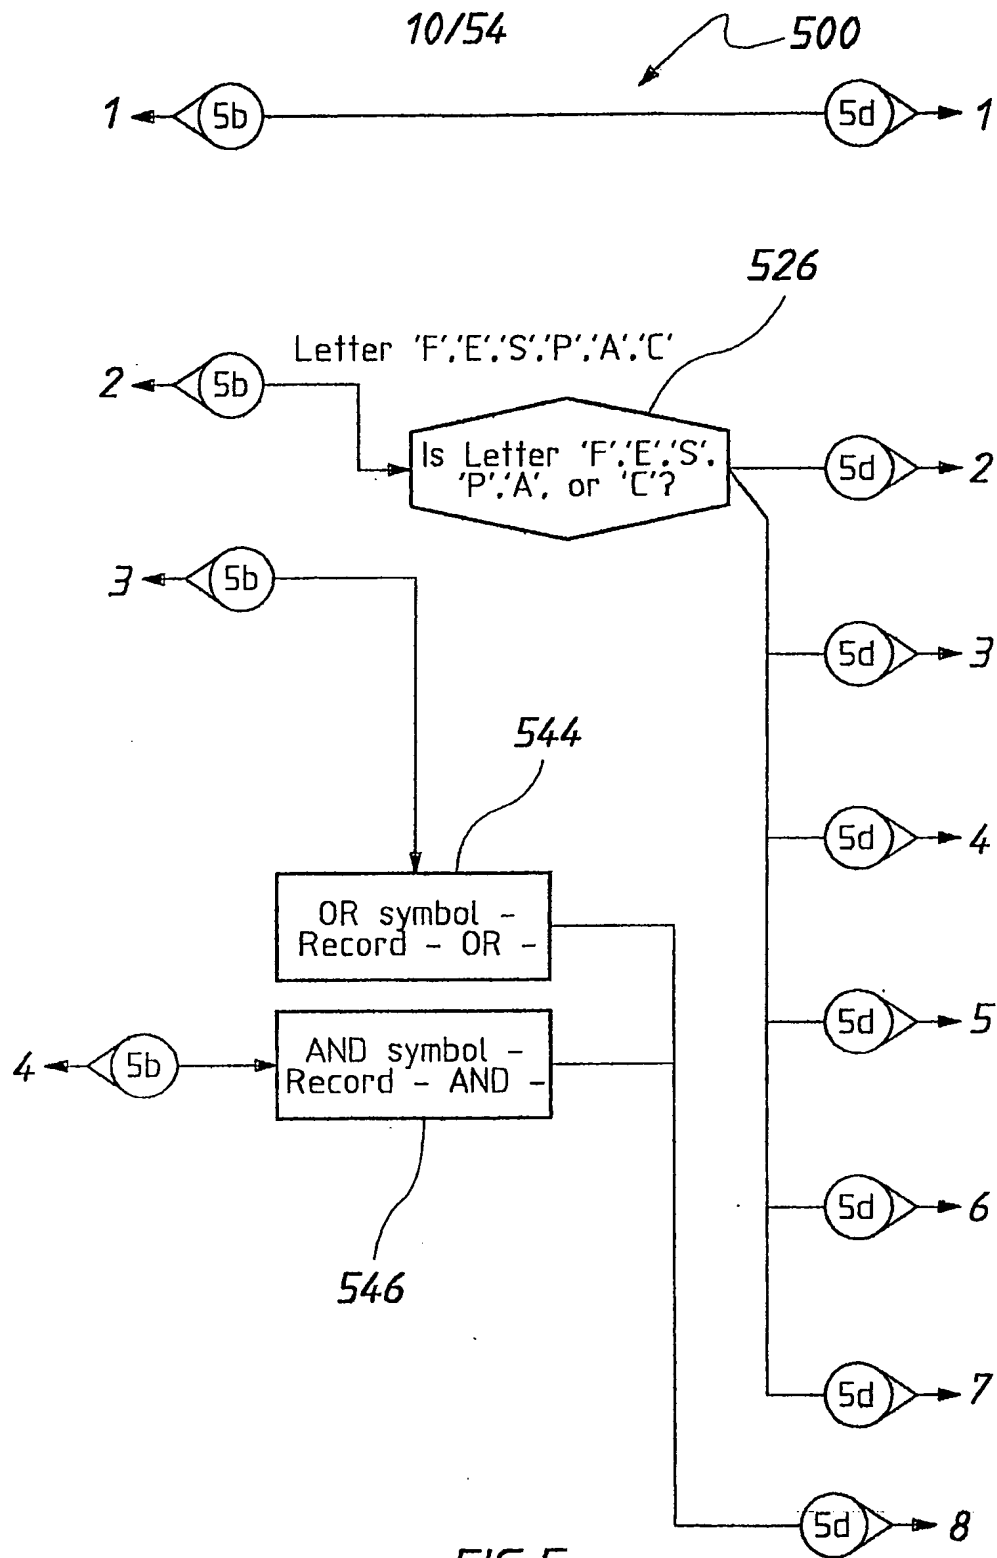 10/54
500
1
5b
5d
1
526
Letter 'F','E','S','P','A','C'
2
5b
Is Letter 'F','E','S',
'P','A', or 'C'?
5d
2
3
5b
5d
3
544
5d
4
OR symbol -
Record - OR -
5d
5
4
5b
AND symbol -
Record - AND -
5d
6
546
5d
7
5d
8